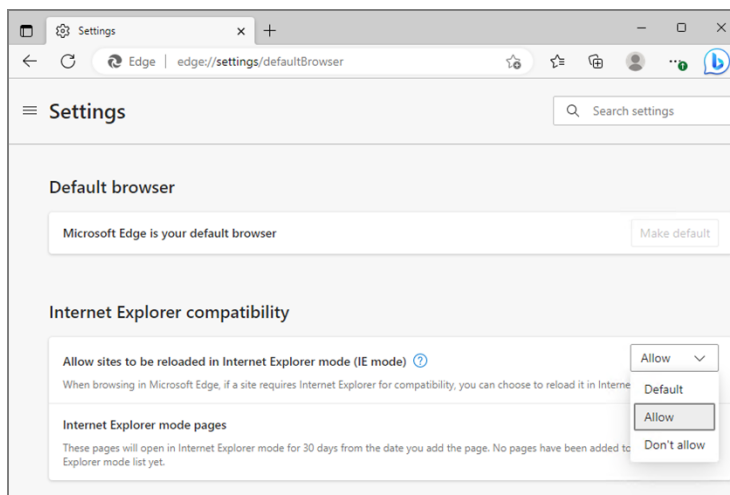 Settings
Edge | edge://settings/defaultBrowser
Settings
Search settings
Default browser
Microsoft Edge is your default browser
Make default
Internet Explorer compatibility
Allow sites to be reloaded in Internet Explorer mode (IE mode) ?
Allow
When browsing in Microsoft Edge, if a site requires Internet Explorer for compatibility, you can choose to reload it in
Default
Allow
Internet Explorer mode pages
Don't allow
These pages will open in Internet Explorer mode for 30 days from the date you add the page. No pages have been added to
Explorer mode list yet.